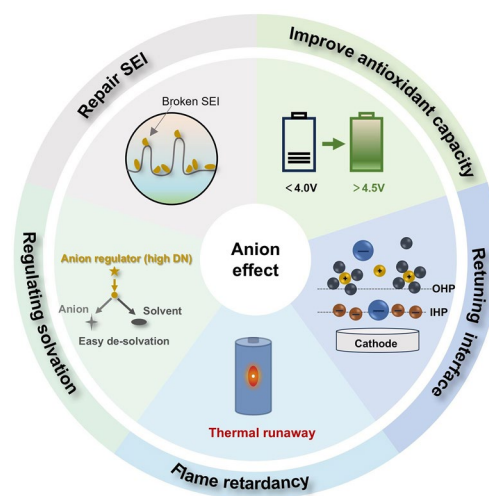 Repair SEI
Improve antioxidant capacity
Broken SEI
<4.0V
>4.5V
Anion
effect
Anion regulator (high DN)
Anion
Solvent
Easy de-solvation
OHP
IHP
Cathode
Regulating solvation
Retuning interface
Thermal runaway
Flame retardancy